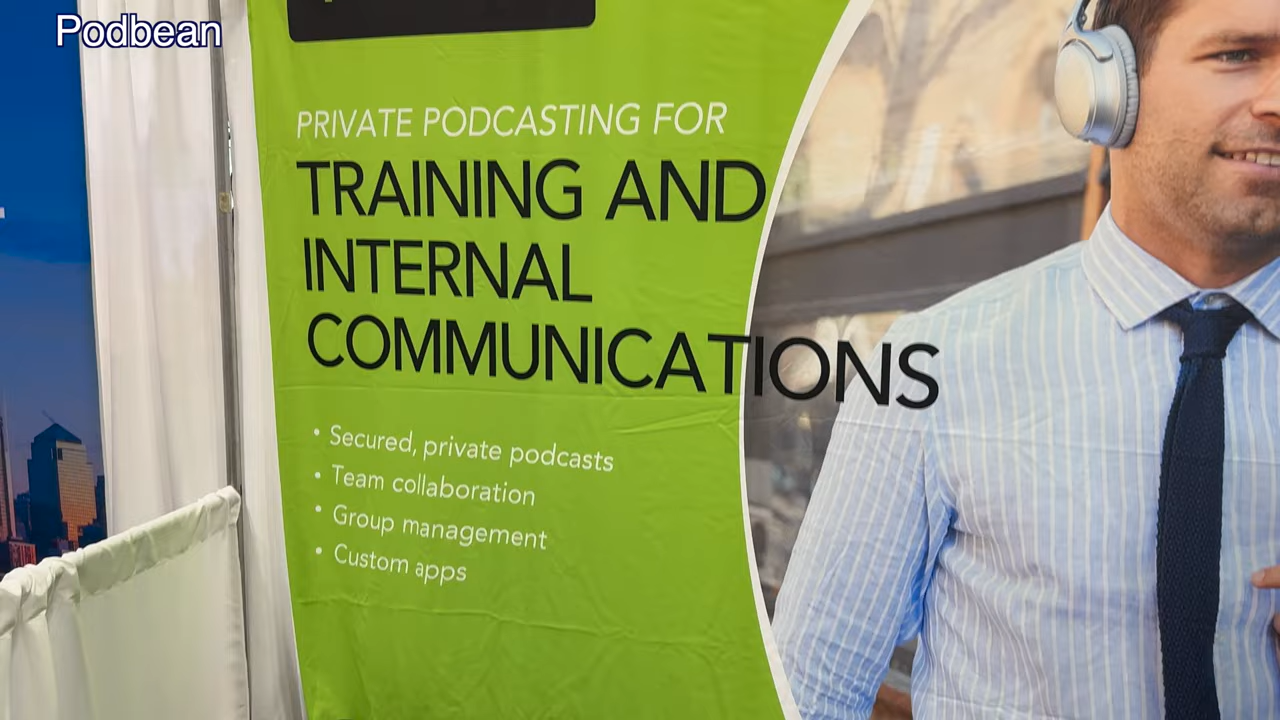 Podbean
PRIVATE PODCASTING FOR
TRAINING AND
INTERNAL
COMMUNICATIONS
• Secured, private podcasts
• Team collaboration
• Group management
• Custom apps